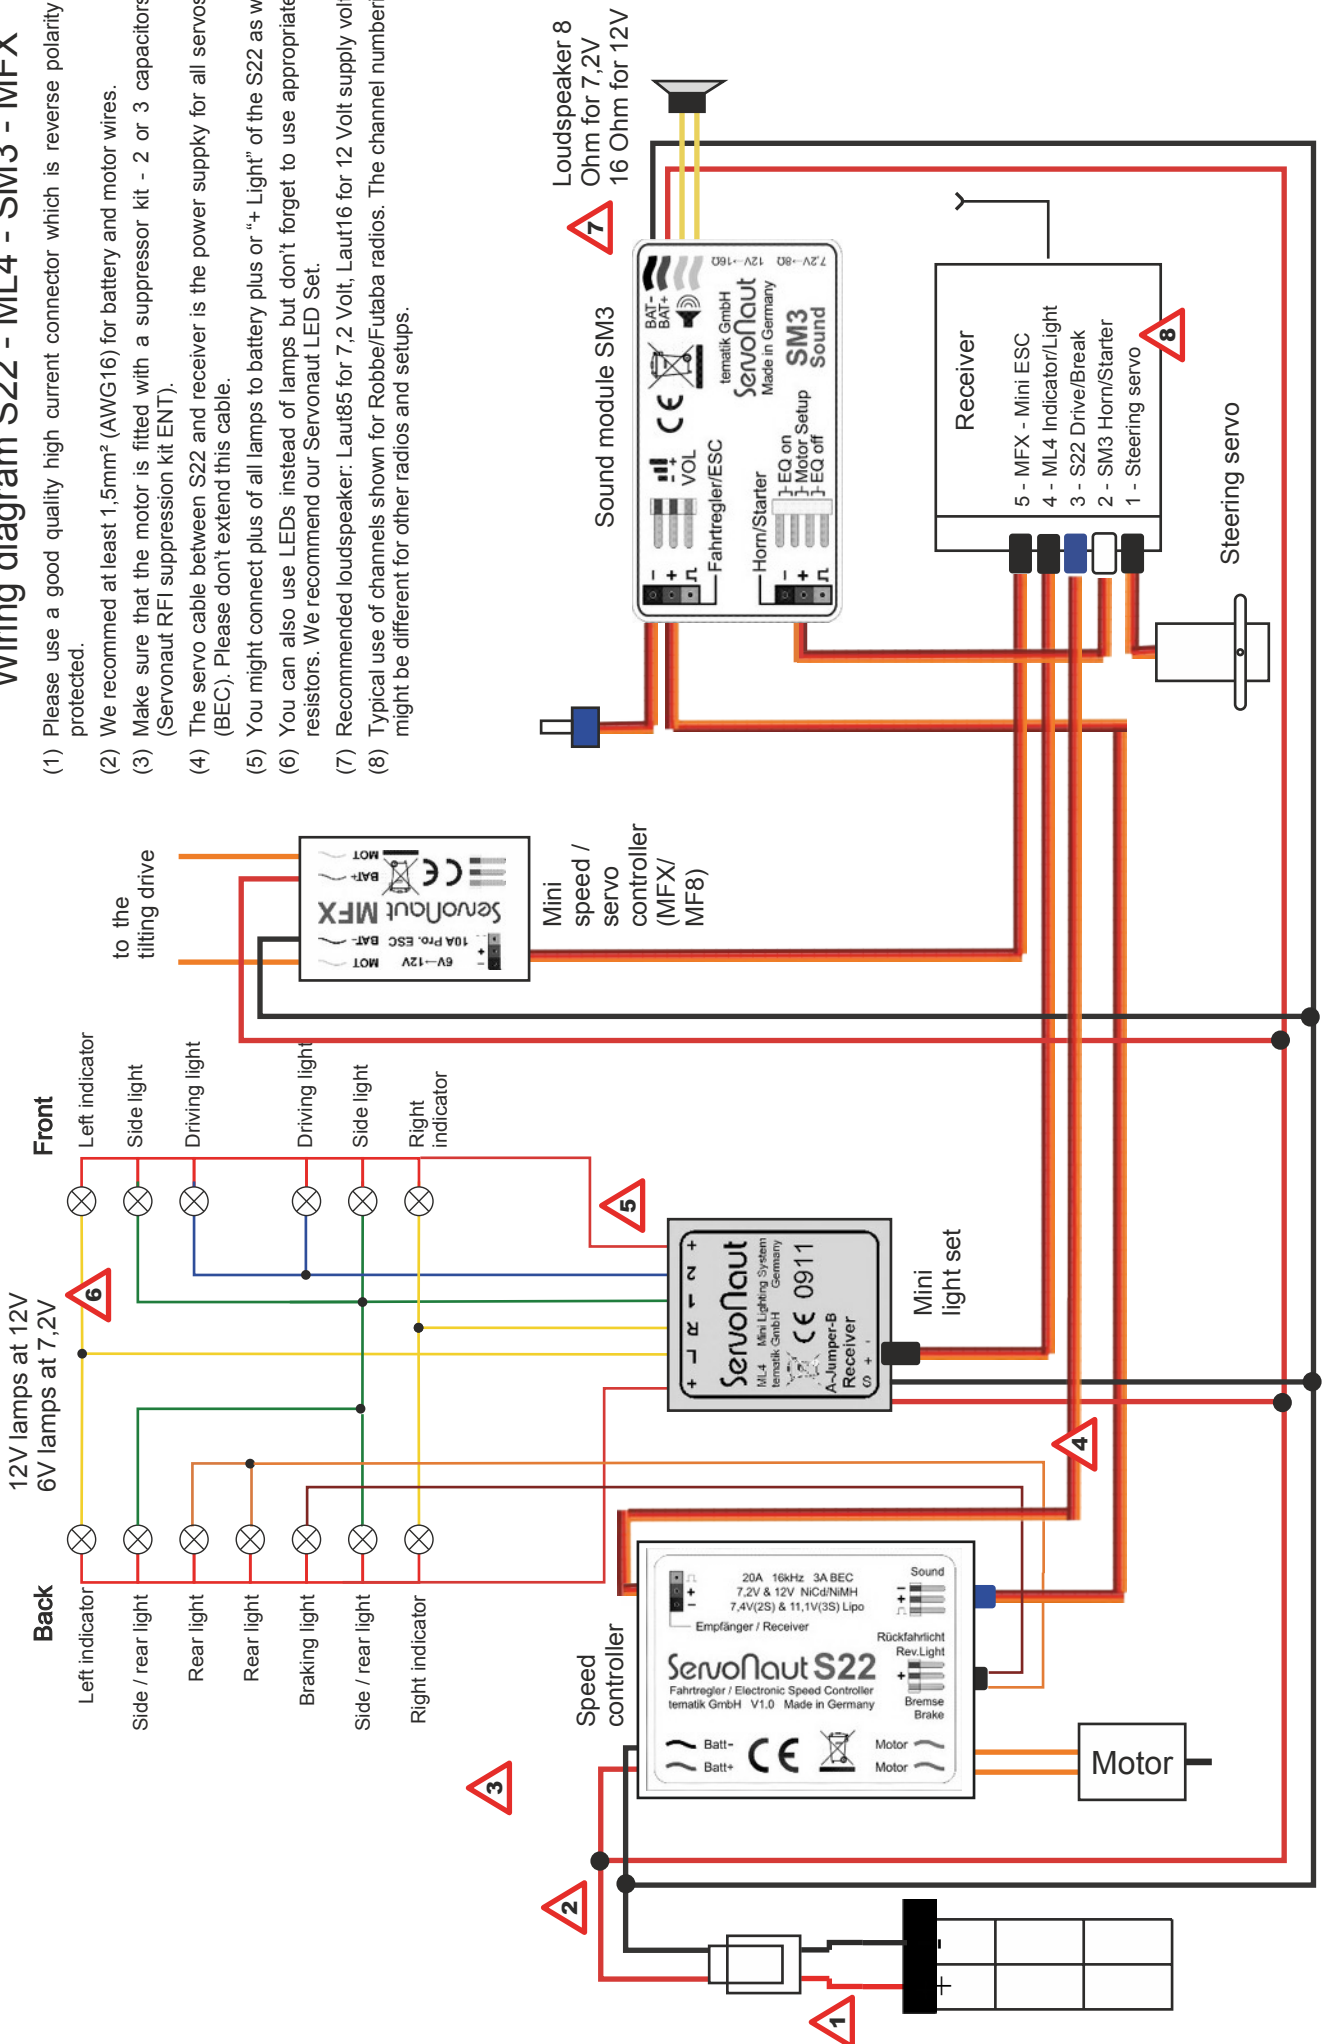 Wiring diagram S22 - ML4 - SM3 - MFX
(1) Please use a good quality high current connector which is reverse polarity
protected.
(2) We recommed at least 1,5mm² (AWG16) for battery and motor wires.
(3) Make sure that the motor is fitted with a suppressor kit - 2 or 3 capacitors
(Servonaut RFI suppression kit ENT).
(4) The servo cable between S22 and receiver is the power suppky for all servos
(BEC). Please don't extend this cable.
(5) You might connect plus of all lamps to battery plus or “+ Light” of the S22 as
(6) You can also use LEDs instead of lamps but don't forget to use appropriate
resistors. We recommend our Servonaut LED Set.
(7) Recommended loudspeaker: Laut85 for 7,2 Volt, Laut16 for 12 Volt supply
(8) Typical use of channels shown for Robbe/Futaba radios. The channel
might be different for other radios and setups.
12V lamps at 12V
6V lamps at 7,2V
6
Back
Left indicator
Side / rear light
Rear light
Rear light
Braking light
Side / rear light
Right indicator
Front
Left indicator
Side light
Driving light
Driving light
Side light
Right
indicator
to the
tilting drive
MOT BAT- BAT+ MOT
6V→12V 10A Pro. ESC
ServoNaut MFX
CE
- +
Mini
speed /
servo
controller
(MFX/
MF8)
Loudspeaker 8
Ohm for 7,2V
16 Ohm for 12V
7
Sound module SM3
BAT-
BAT+
7,2V→8Ω 12V→16Ω
tematik GmbH
ServoNaut
Made in Germany
SM3
Sound
CE
- +
VOL
Fahrtregler/ESC
- +
Horn/Starter
EQ on
Motor Setup
EQ off
- +
Receiver
5 - MFX - Mini ESC
4 - ML4 Indicator/Light
3 - S22 Drive/Break
2 - SM3 Horn/Starter
1 - Steering servo
8
Steering servo
5
+ L R 1 2 +
ServoNaut
ML4 Mini Lighting System
tematik GmbH Germany
CE 0911
A-Jumper-B
Receiver
S + -
Mini
light set
4
Speed
controller
+
-
Empfänger / Receiver
20A 16kHz 3A BEC
7,2V & 12V NiCd/NiMH
7,4V(2S) & 11,1V(3S) Lipo
Sound
-
+
Rückfahrlicht
Rev.Light
+
Bremse
Brake
ServoNaut S22
Fahrtregler / Electronic Speed Controller
tematik GmbH V1.0 Made in Germany
Batt-
Batt+
CE
Motor
Motor
3
Motor
2
1
+ -